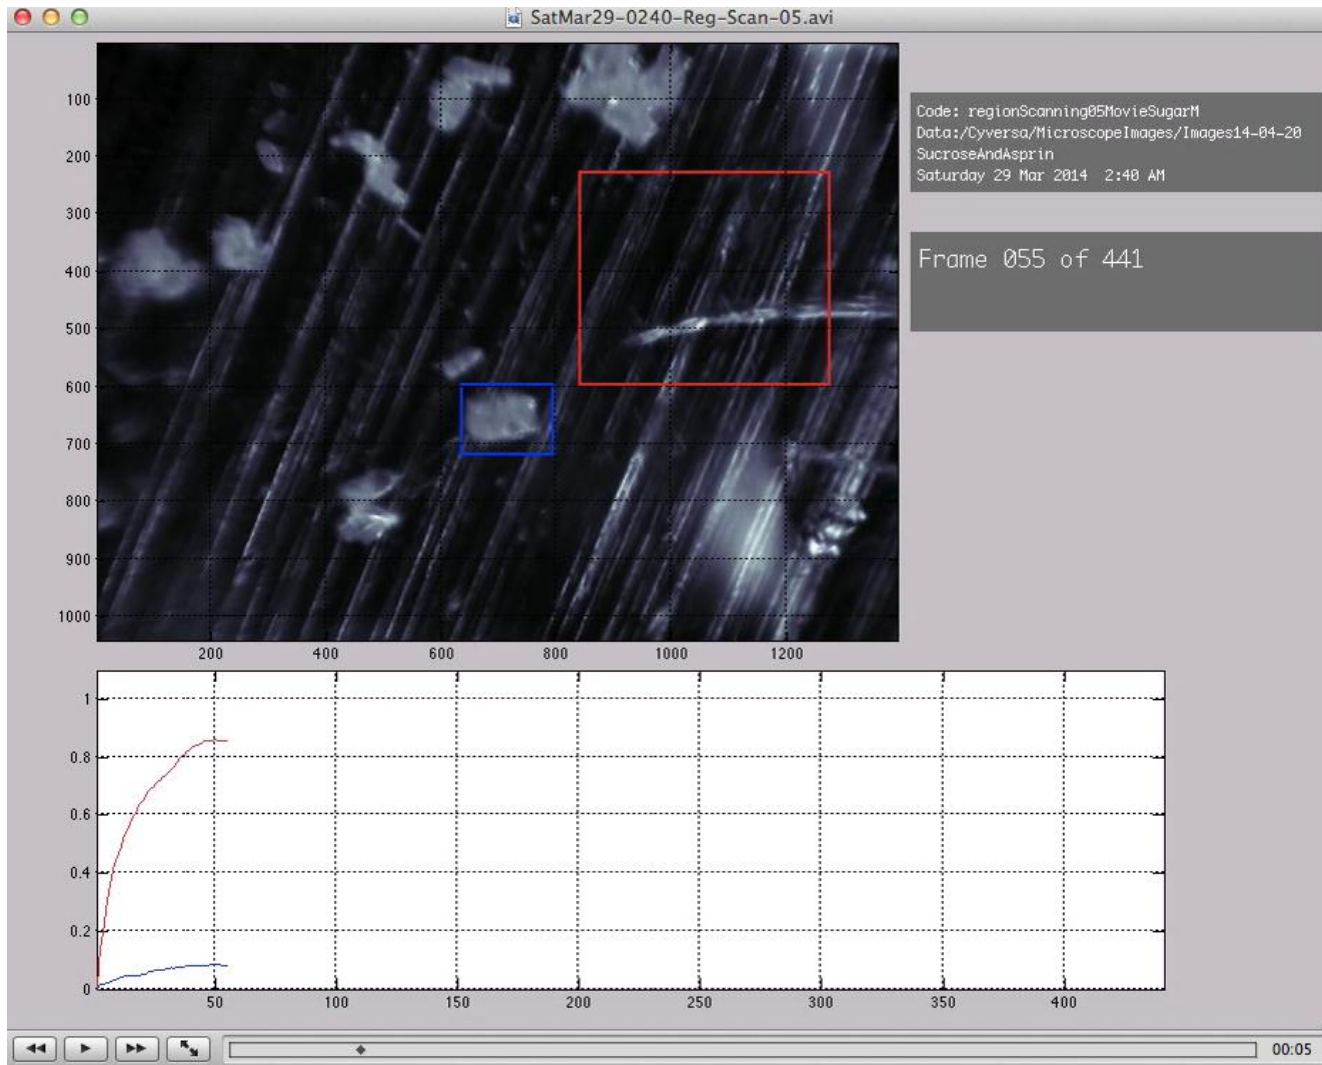 SatMar29-0240-Reg-Scan-05.avi
100
200
300
400
500
600
700
800
900
1000
200 400 600 800 1000 1200
Code: regionScanning05MovieSugarM
Data:/Cyversa/MicroscopeImages/Images14-04-20
SucroseAndAsprin
Saturday 29 Mar 2014 2:40 AM
Frame 055 of 441
1
0.8
0.6
0.4
0.2
0
50 100 150 200 250 300 350 400
00:05